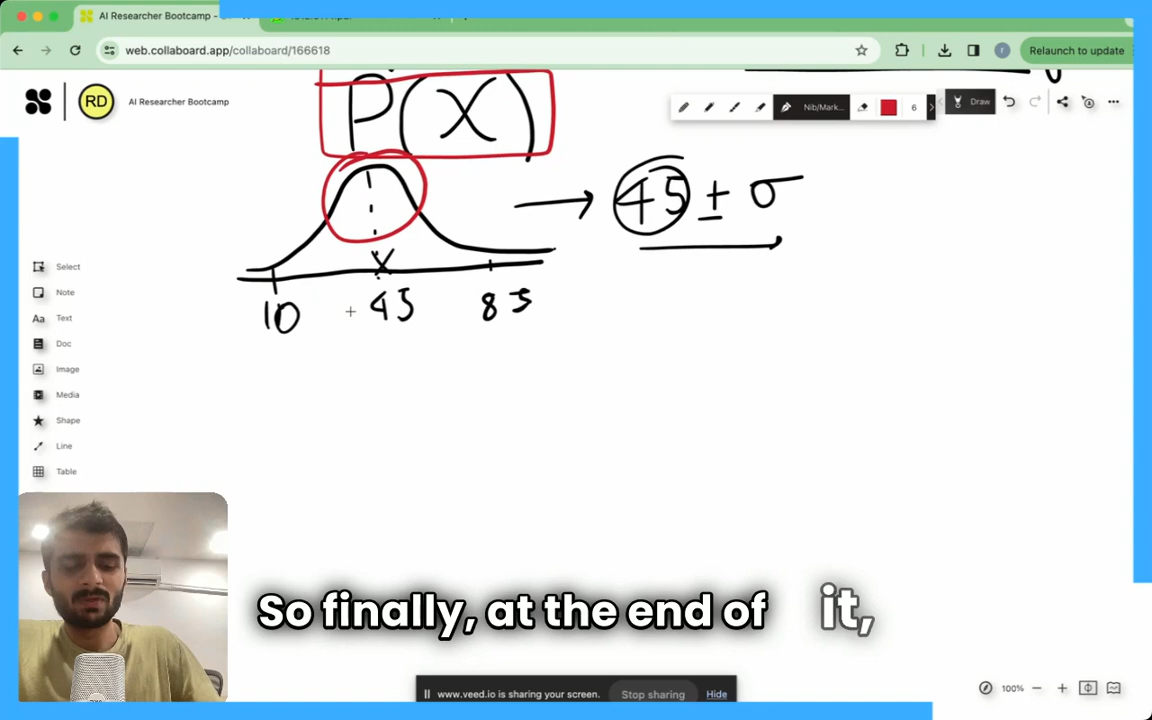 AI Researcher Bootcamp -
web.collaboard.app/collaboard/166618
r
Relaunch to update
RD
AI Researcher Bootcamp
Nib/Mark...
6
Draw
P(X)
45 ± σ
10
45
85
Select
Note
Aa Text
Doc
Image
Media
Shape
Line
Table
So finally, at the end of it,
www.veed.io is sharing your screen.
Stop sharing
Hide
100%